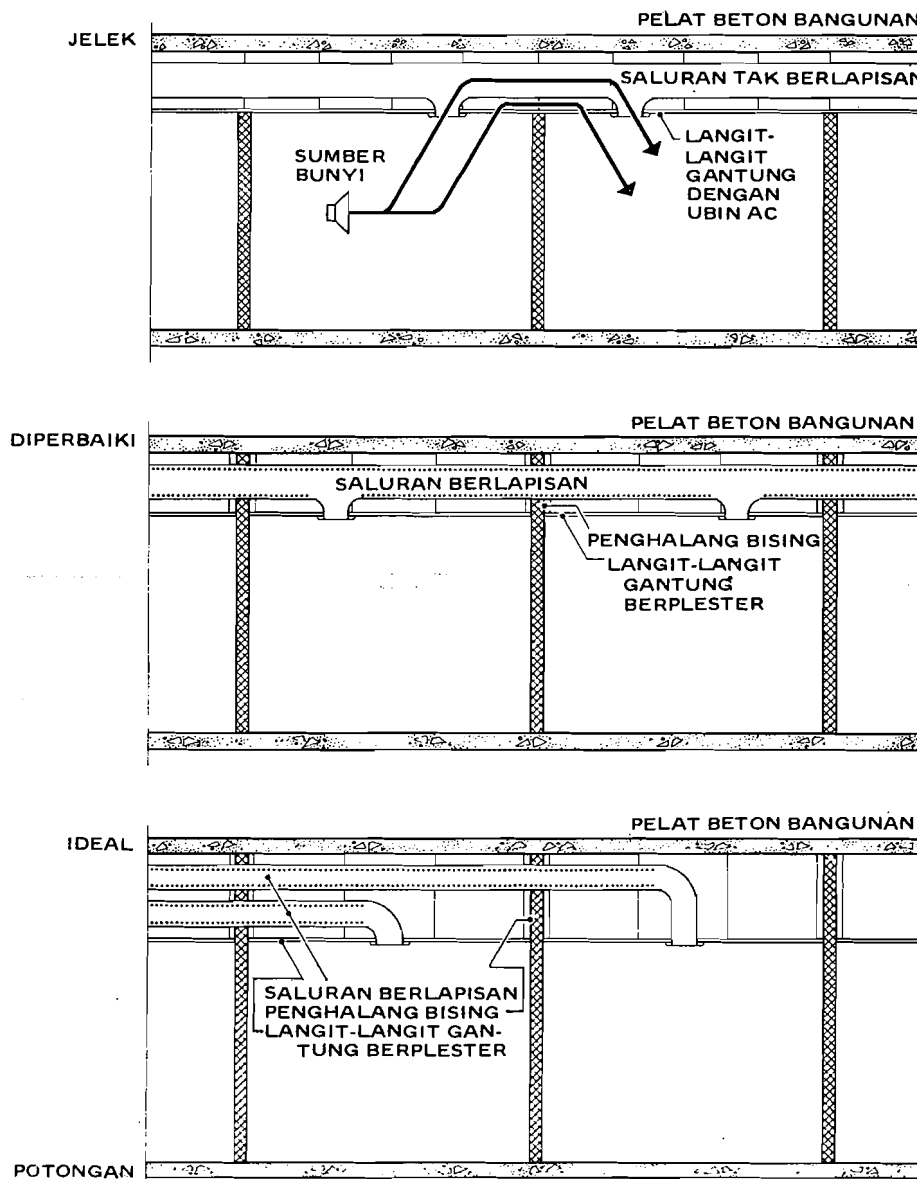 PELAT BETON BANGUNAN
JELEK
SALURAN TAK BERLAPISAN
SUMBER
BUNYI
LANGIT-
LANGIT
GANTUNG
DENGAN
UBIN AC
PELAT BETON BANGUNAN
DIPERBAIKI
SALURAN BERLAPISAN
PENGHALANG BISING
LANGIT-LANGIT
GANTUNG
BERPLESTER
PELAT BETON BANGUNAN
IDEAL
SALURAN BERLAPISAN
PENGHALANG BISING
LANGIT-LANGIT GAN-
TUNG BERPLESTER
POTONGAN